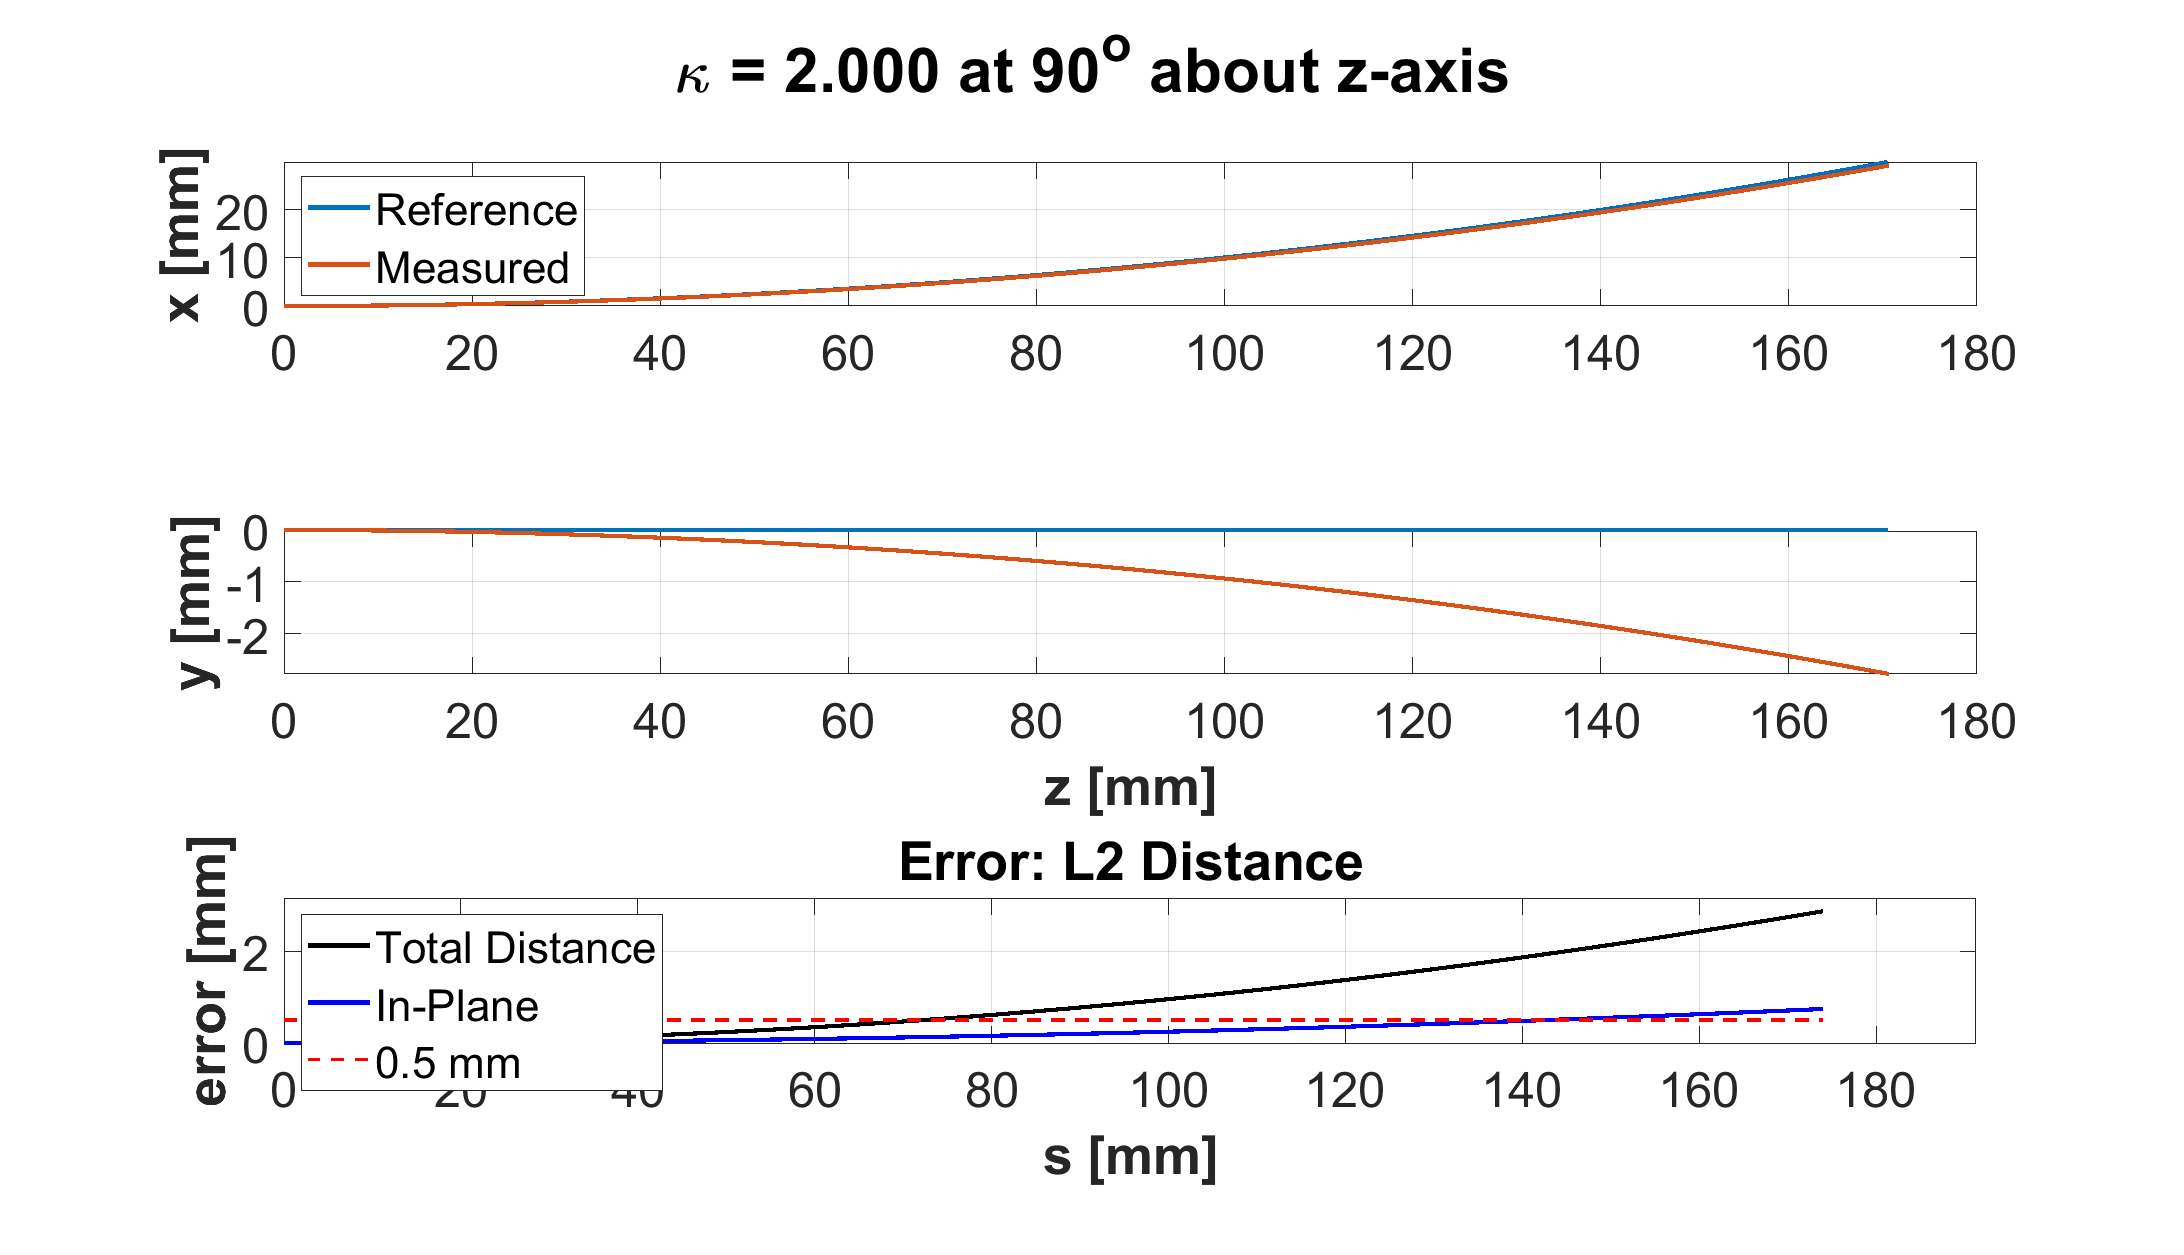 κ = 2.000 at 90° about z-axis
x [mm]
20
10
0
Reference
Measured
0 20 40 60 80 100 120 140 160 180
y [mm]
0
-1
-2
0 20 40 60 80 100 120 140 160 180
z [mm]
Error: L2 Distance
error [mm]
2
0
Total Distance
In-Plane
0.5 mm
0 20 40 60 80 100 120 140 160 180
s [mm]